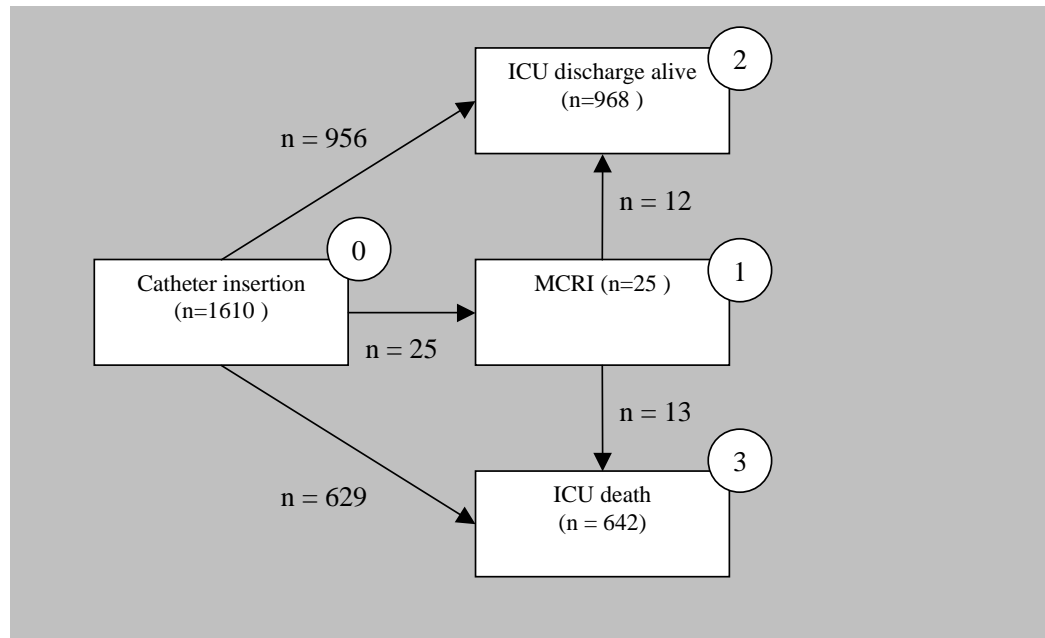 2
ICU discharge alive
(n=968 )
n = 956
n = 12
0
Catheter insertion
(n=1610 )
1
MCRI (n=25 )
n = 25
n = 13
3
ICU death
(n = 642)
n = 629